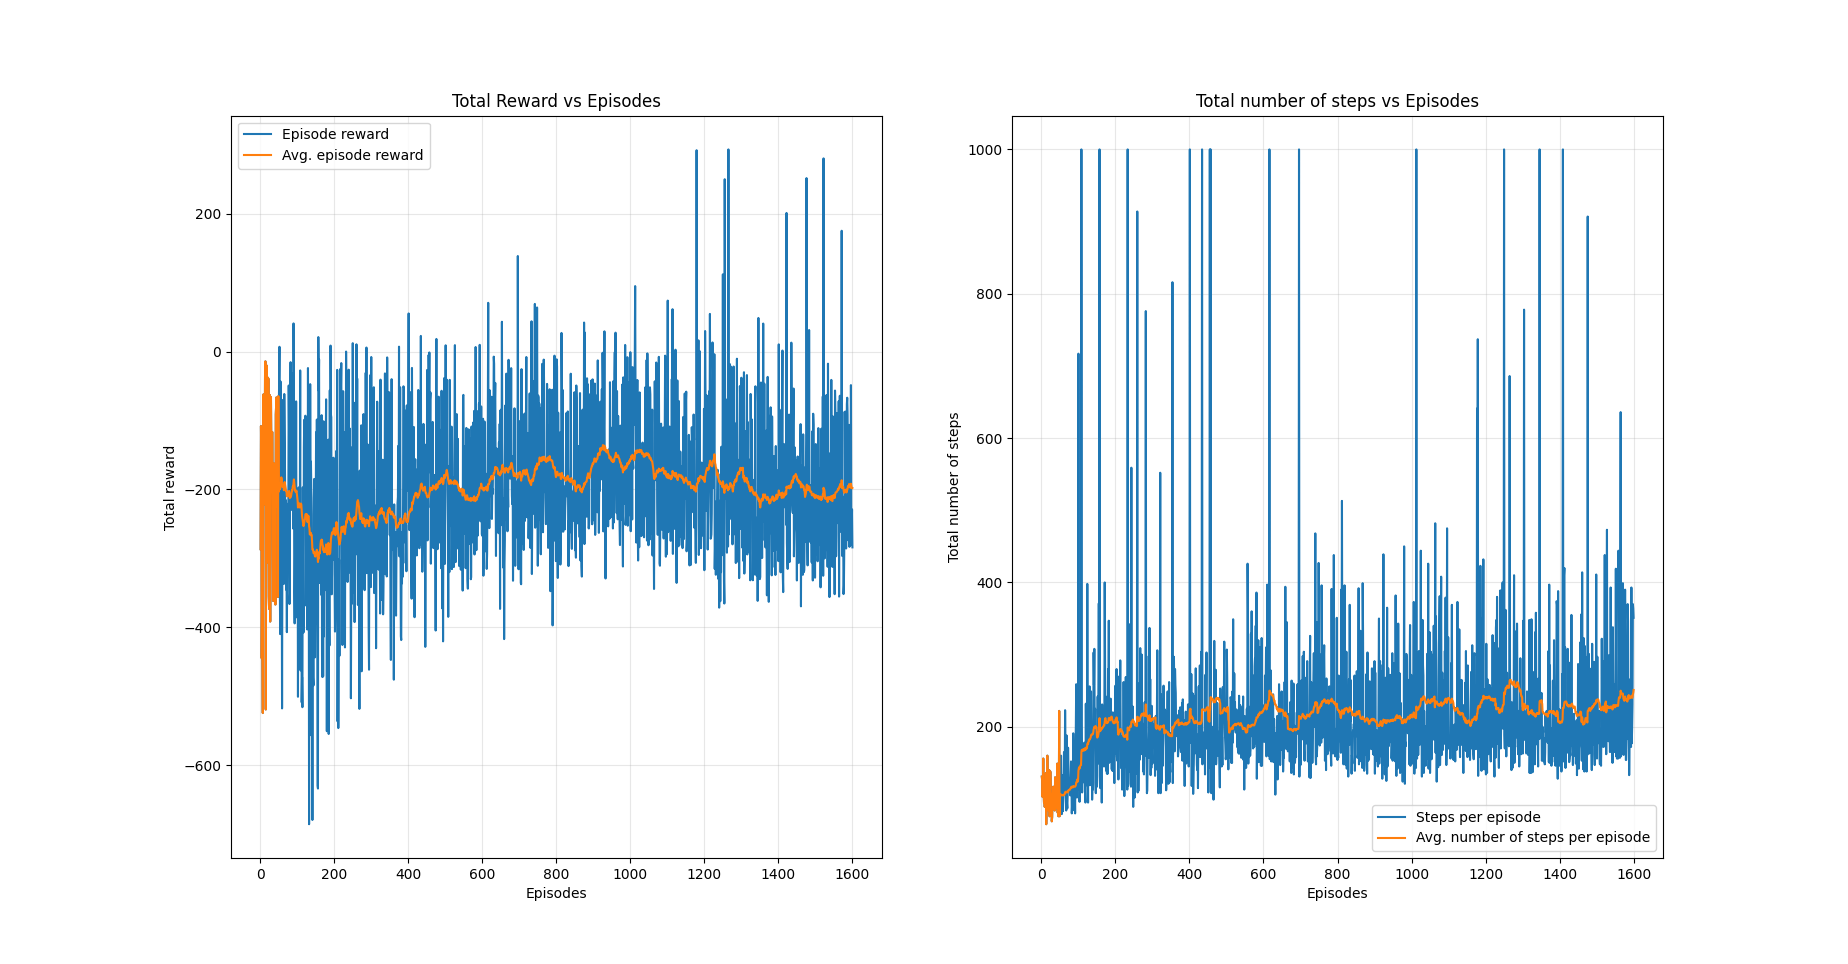 Total Reward vs Episodes
Episode reward
Avg. episode reward
200
0
−200
−400
−600
Total reward
0 200 400 600 800 1000 1200 1400 1600
Episodes
Total number of steps vs Episodes
1000
800
600
400
200
Total number of steps
Steps per episode
Avg. number of steps per episode
0 200 400 600 800 1000 1200 1400 1600
Episodes